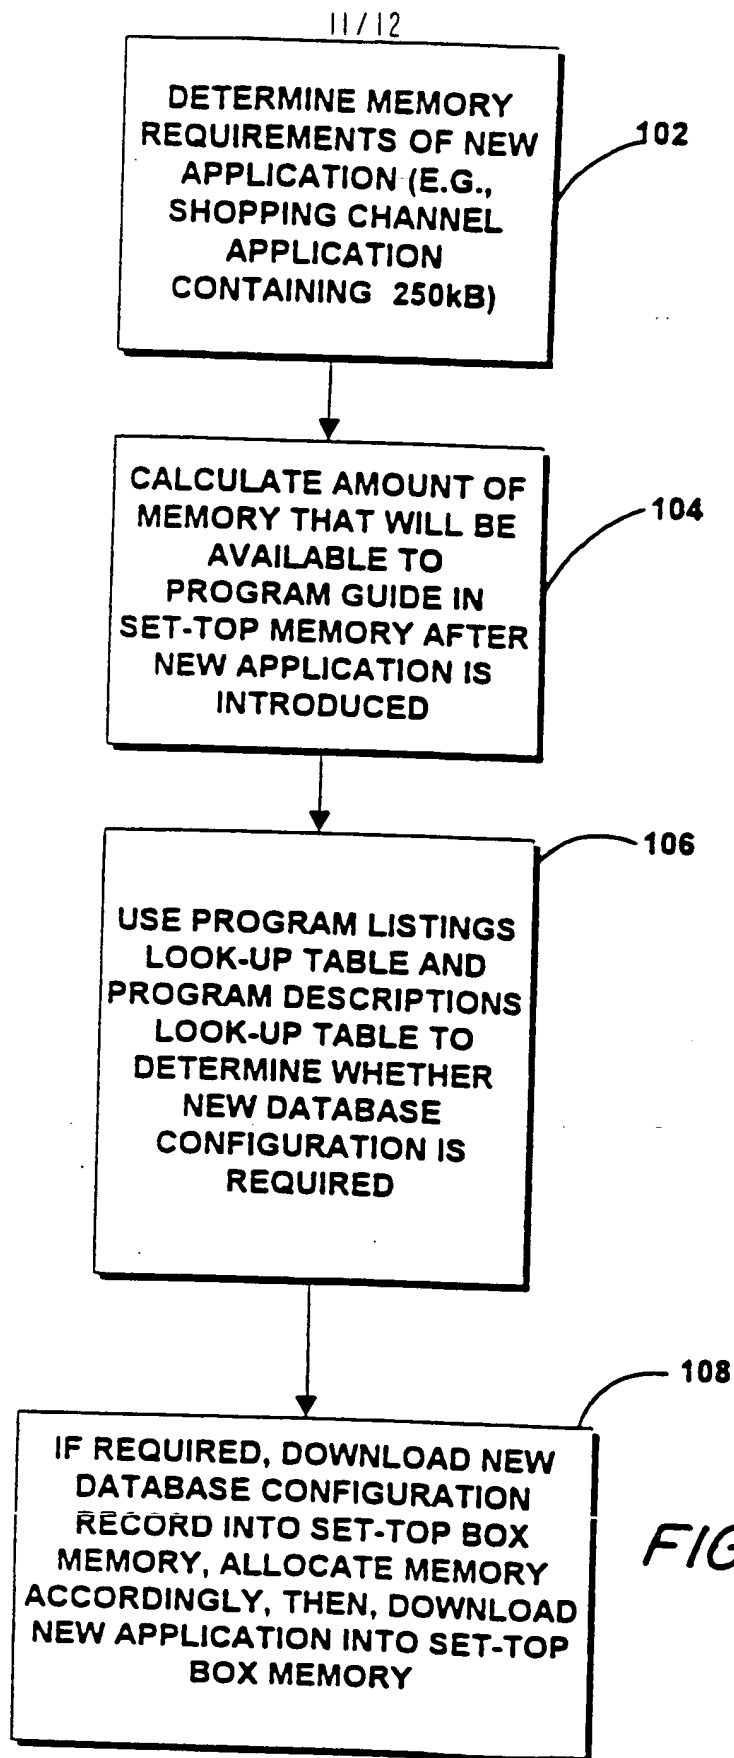 11/12
DETERMINE MEMORY
REQUIREMENTS OF NEW
APPLICATION (E.G.,
SHOPPING CHANNEL
APPLICATION
CONTAINING 250kB)
102
CALCULATE AMOUNT OF
MEMORY THAT WILL BE
AVAILABLE TO
PROGRAM GUIDE IN
SET-TOP MEMORY AFTER
NEW APPLICATION IS
INTRODUCED
104
USE PROGRAM LISTINGS
LOOK-UP TABLE AND
PROGRAM DESCRIPTIONS
LOOK-UP TABLE TO
DETERMINE WHETHER
NEW DATABASE
CONFIGURATION IS
REQUIRED
106
IF REQUIRED, DOWNLOAD NEW
DATABASE CONFIGURATION
RECORD INTO SET-TOP BOX
MEMORY, ALLOCATE MEMORY
ACCORDINGLY, THEN, DOWNLOAD
NEW APPLICATION INTO SET-TOP
BOX MEMORY
108
FIG